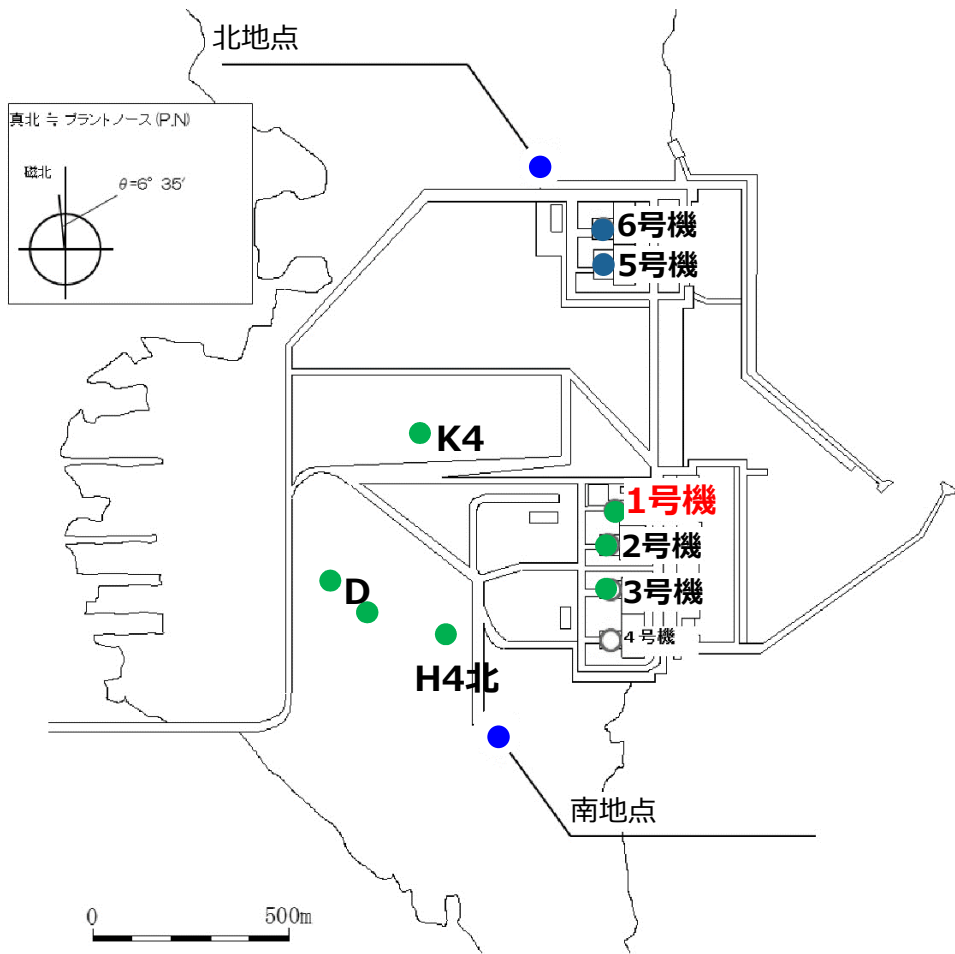 北地点
真北 ≒ プラントノース (P.N)
磁北
θ=6° 35′
6号機
5号機
K4
1号機
2号機
D
3号機
4号機
H4北
南地点
0 500m